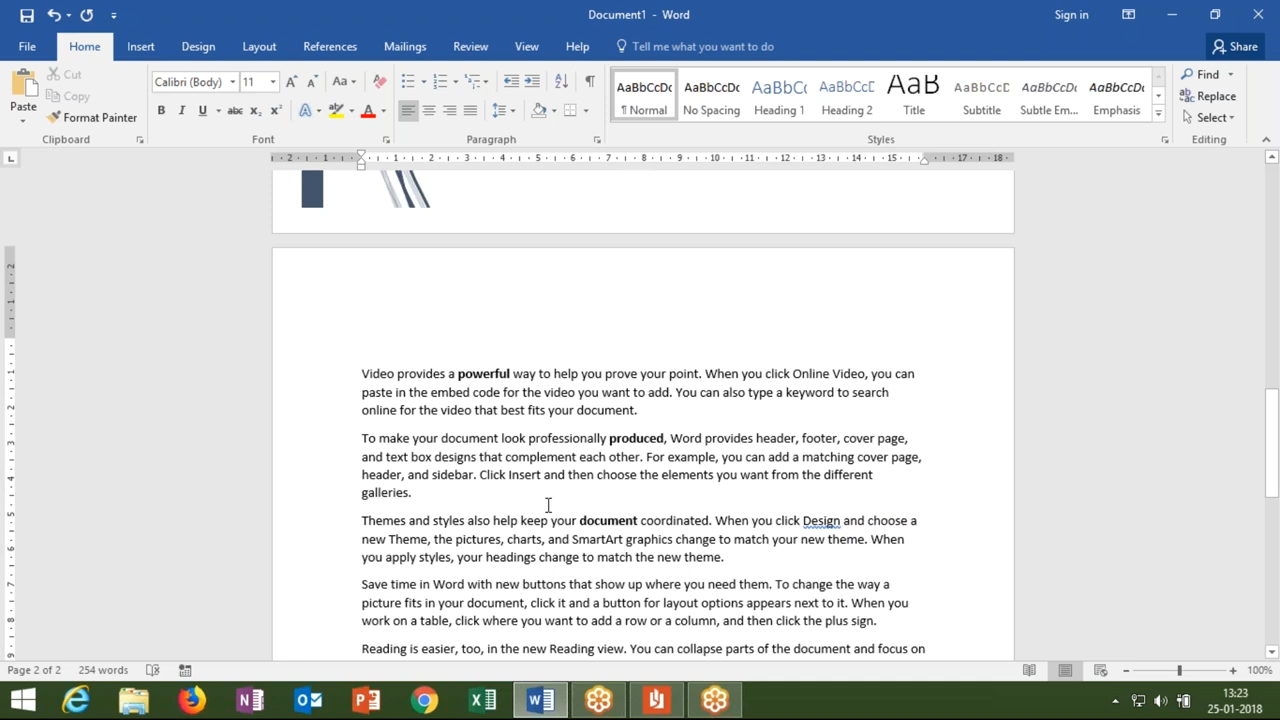 Document1 - Word
Sign in
File Home Insert Design Layout References Mailings Review View Help Tell me what you want to do Share
Paste
Cut
Copy
Format Painter
Clipboard
Calibri (Body) 11
Font
Paragraph
AaBbCcDc AaBbCcDc AaBbC AaBbCcE AaB AaBbCcD AaBbCcDc AaBbCcDc
¶ Normal No Spacing Heading 1 Heading 2 Title Subtitle Subtle Em... Emphasis
Styles
Find
Replace
Select
Editing
Video provides a powerful way to help you prove your point. When you click Online Video, you can
paste in the embed code for the video you want to add. You can also type a keyword to search
online for the video that best fits your document.
To make your document look professionally produced, Word provides header, footer, cover page,
and text box designs that complement each other. For example, you can add a matching cover page,
header, and sidebar. Click Insert and then choose the elements you want from the different
galleries.
Themes and styles also help keep your document coordinated. When you click Design and choose a
new Theme, the pictures, charts, and SmartArt graphics change to match your new theme. When
you apply styles, your headings change to match the new theme.
Save time in Word with new buttons that show up where you need them. To change the way a
picture fits in your document, click it and a button for layout options appears next to it. When you
work on a table, click where you want to add a row or a column, and then click the plus sign.
Reading is easier, too, in the new Reading view. You can collapse parts of the document and focus on
Page 2 of 2 254 words 100%
13:23
25-01-2018